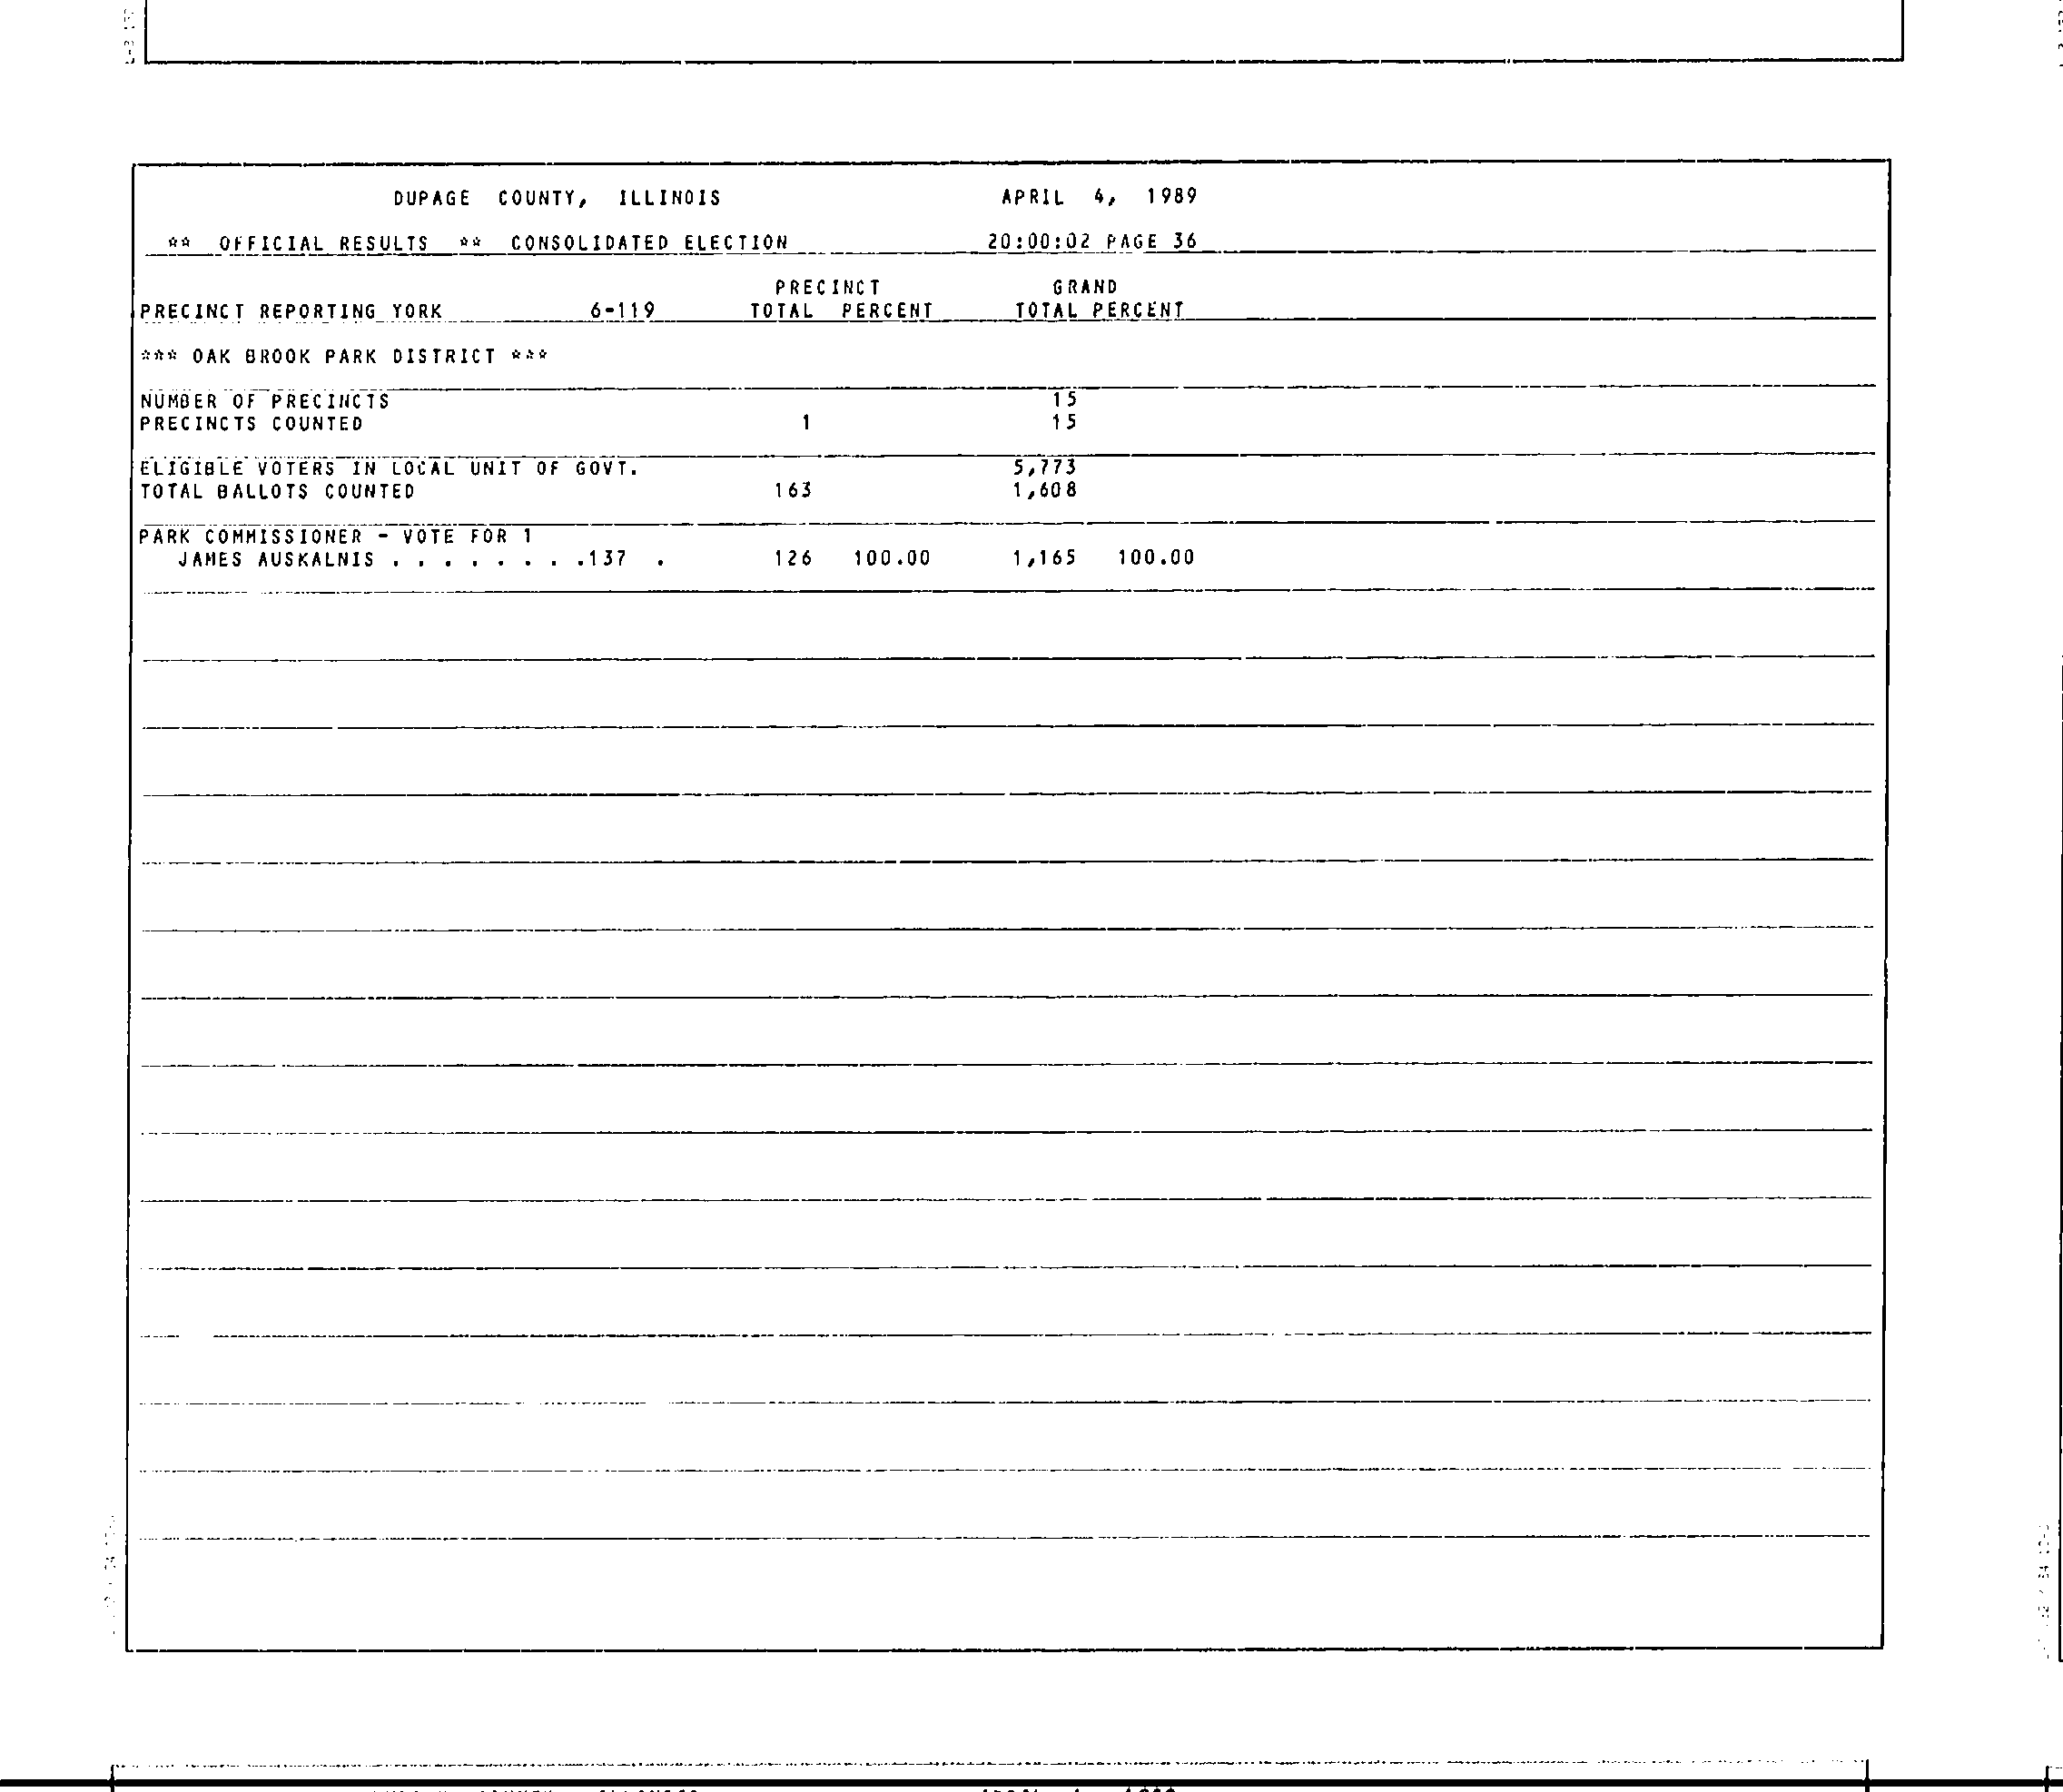 DUPAGE COUNTY, ILLINOIS APRIL 4, 1989
** OFFICIAL RESULTS ** CONSOLIDATED ELECTION 20:00:02 PAGE 36
PRECINCT GRAND
PRECINCT REPORTING YORK 6-119 TOTAL PERCENT TOTAL PERCENT
*** OAK BROOK PARK DISTRICT ***
NUMBER OF PRECINCTS 15
PRECINCTS COUNTED 1 15
ELIGIBLE VOTERS IN LOCAL UNIT OF GOVT. 5,773
TOTAL BALLOTS COUNTED 163 1,608
PARK COMMISSIONER - VOTE FOR 1
JAMES AUSKALNIS . . . . . . . .137 . 126 100.00 1,165 100.00